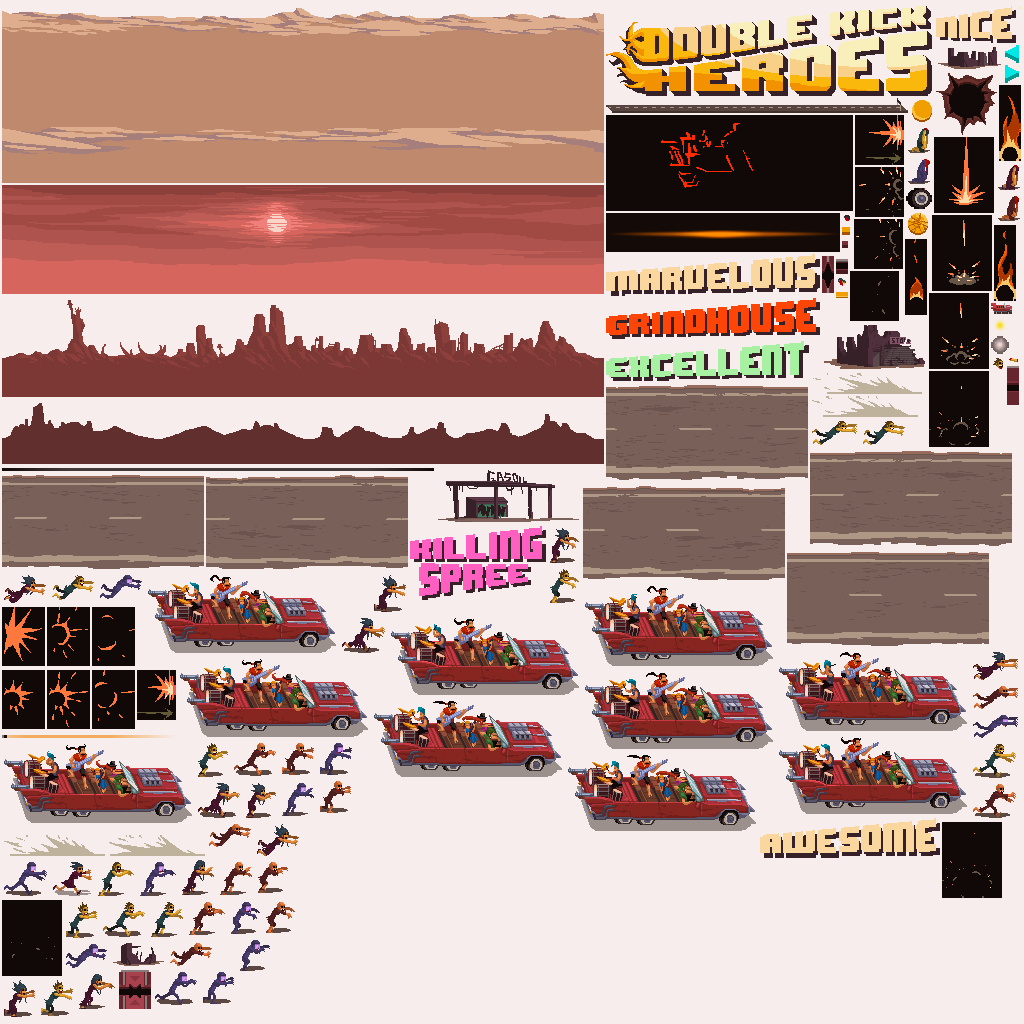 DOUBLE KICK
HEROES
NICE
MARVELOUS
GRINDHOUSE
EXCELLENT
GASOIL
KILLING
SPREE
AWESOME